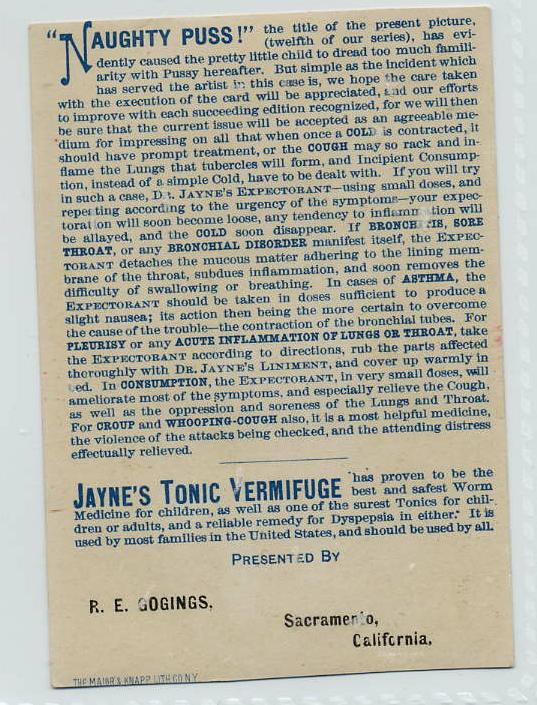 "NAUGHTY PUSS!" the title of the present picture,
(twelfth of our series), has evi-
dently caused the pretty little child to dread too much famili-
arity with Pussy hereafter. But simple as the incident which
has served the artist in this case is, we hope the care taken
with the execution of the card will be appreciated, and our efforts
to improve with each succeeding edition recognized, for we will then
be sure that the current issue will be accepted as an agreeable me-
dium for impressing on all that when once a COLD is contracted, it
should have prompt treatment, or the COUGH may so rack and in-
flame the Lungs that tubercles will form, and Incipient Consump-
tion, instead of a simple Cold, have to be dealt with. If you will try
in such a case, DR. JAYNE'S EXPECTORANT—using small doses, and
repeating according to the urgency of the symptoms—your expec-
toration will soon become loose, any tendency to inflammation will
be allayed, and the COLD soon disappear. If BRONCHITIS, SORE
THROAT, or any BRONCHIAL DISORDER manifest itself, the EXPEC-
TORANT detaches the mucous matter adhering to the lining mem-
brane of the throat, subdues inflammation, and soon removes the
difficulty of swallowing or breathing. In cases of ASTHMA, the
EXPECTORANT should be taken in doses sufficient to produce a
slight nausea; its action then being the more certain to overcome
the cause of the trouble—the contraction of the bronchial tubes. For
PLEURISY or any ACUTE INFLAMMATION OF LUNGS OR THROAT, take
the EXPECTORANT according to directions, rub the parts affected
thoroughly with DR. JAYNE'S LINIMENT, and cover up warmly in
bed. In CONSUMPTION, the EXPECTORANT, in very small doses, will
ameliorate most of the symptoms, and especially relieve the Cough,
as well as the oppression and soreness of the Lungs and Throat.
For CROUP and WHOOPING-COUGH also, it is a most helpful medicine,
the violence of the attacks being checked, and the attending distress
effectually relieved.
JAYNE'S TONIC VERMIFUGE has proven to be the
best and safest Worm
Medicine for children, as well as one of the surest Tonics for chil-
dren or adults, and a reliable remedy for Dyspepsia in either. It is
used by most families in the United States, and should be used by all.
PRESENTED BY
R. E. GOGINGS,
Sacramento,
California,
THE MAJOR & KNAPP LITH CO N.Y.